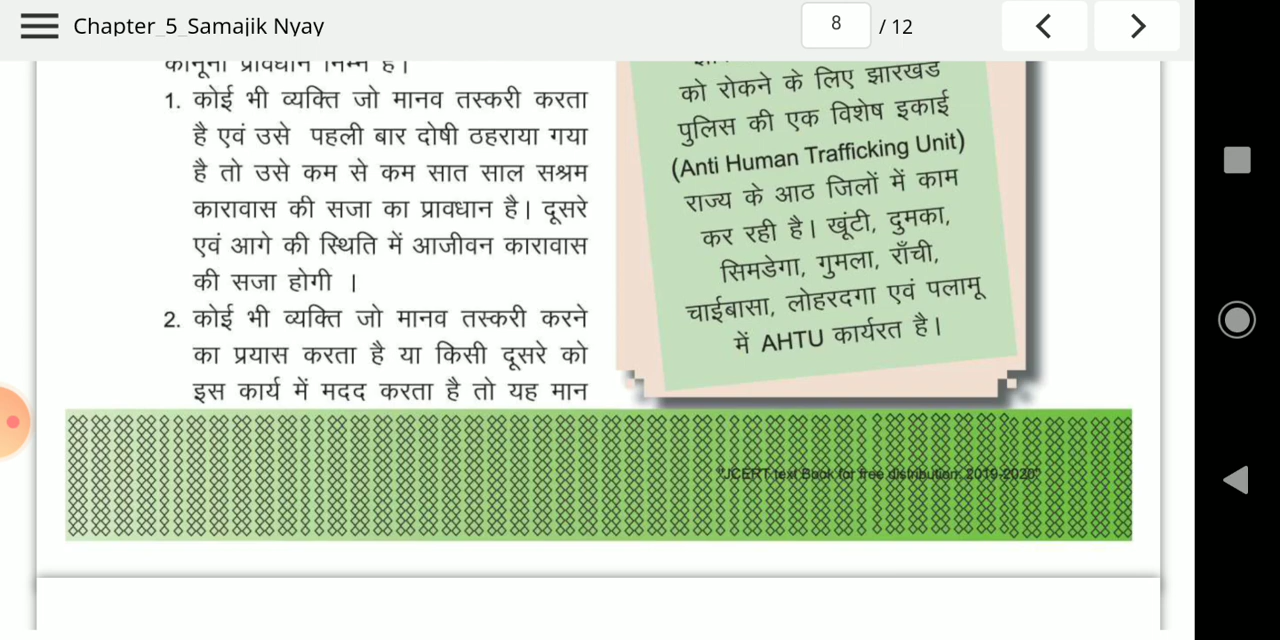 Chapter_5_Samajik Nyay
8
/ 12
कानूनी प्रावधान निम्न है।
1. कोई भी व्यक्ति जो मानव तस्करी करता
है एवं उसे पहली बार दोषी ठहराया गया
है तो उसे कम से कम सात साल सश्रम
कारावास की सजा का प्रावधान है। दूसरे
एवं आगे की स्थिति में आजीवन कारावास
की सजा होगी ।
2. कोई भी व्यक्ति जो मानव तस्करी करने
का प्रयास करता है या किसी दूसरे को
इस कार्य में मदद करता है तो यह मान
को रोकने के लिए झारखंड
पुलिस की एक विशेष इकाई
(Anti Human Trafficking Unit)
राज्य के आठ जिलों में काम
कर रही है। खूंटी, दुमका,
सिमडेगा, गुमला, राँची,
चाईबासा, लोहरदगा एवं पलामू
में AHTU कार्यरत है।
"JCERT text Book for free distribution. 2019-2020"